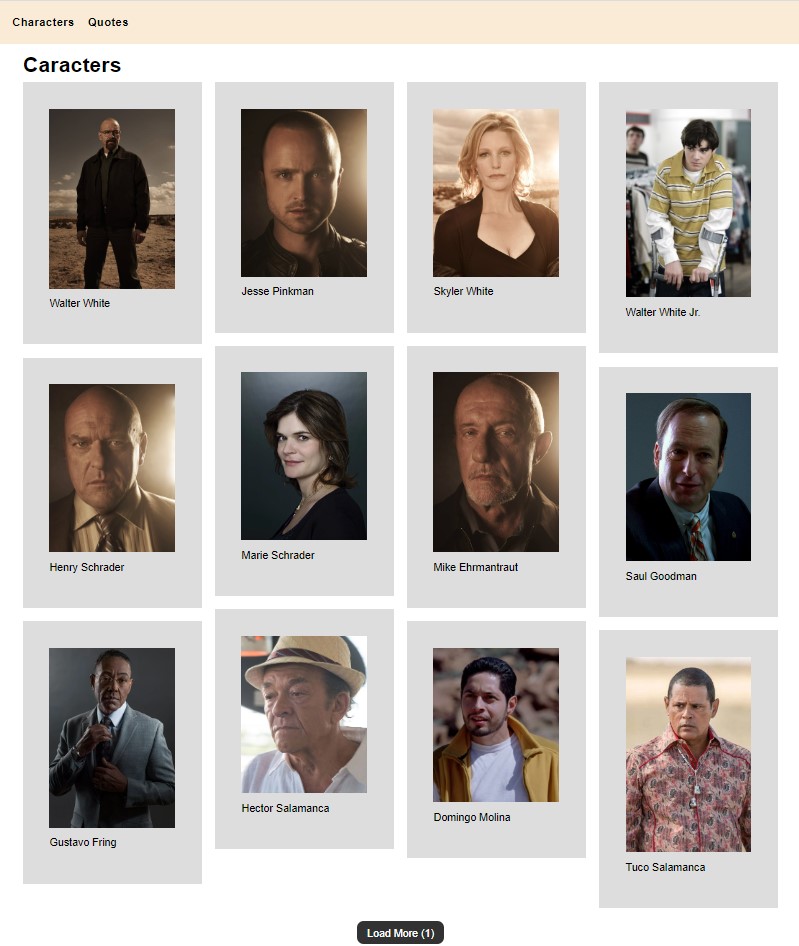 Characters Quotes
Caracters
Walter White
Jesse Pinkman
Skyler White
Walter White Jr.
Henry Schrader
Marie Schrader
Mike Ehrmantraut
Saul Goodman
Gustavo Fring
Hector Salamanca
Domingo Molina
Tuco Salamanca
Load More (1)